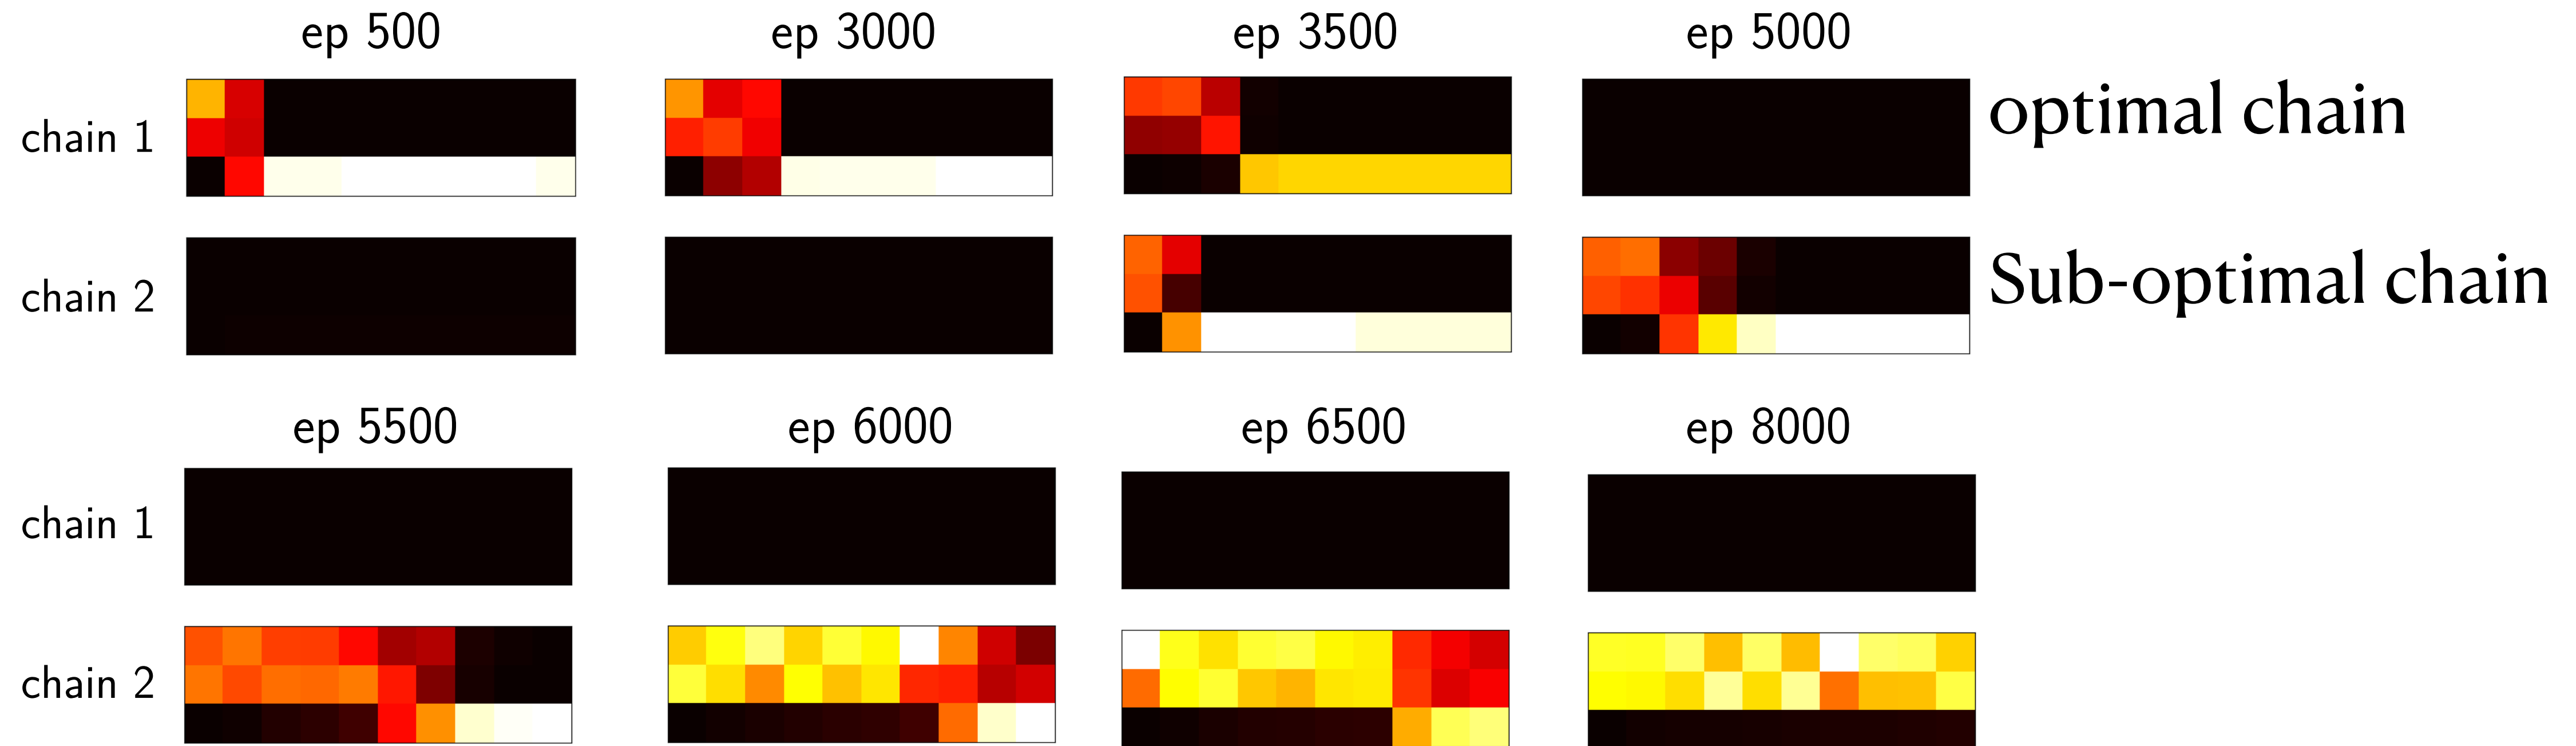 ep 500 ep 3000 ep 3500 ep 5000
chain 1 optimal chain
chain 2 Sub-optimal chain
ep 5500 ep 6000 ep 6500 ep 8000
chain 1
chain 2